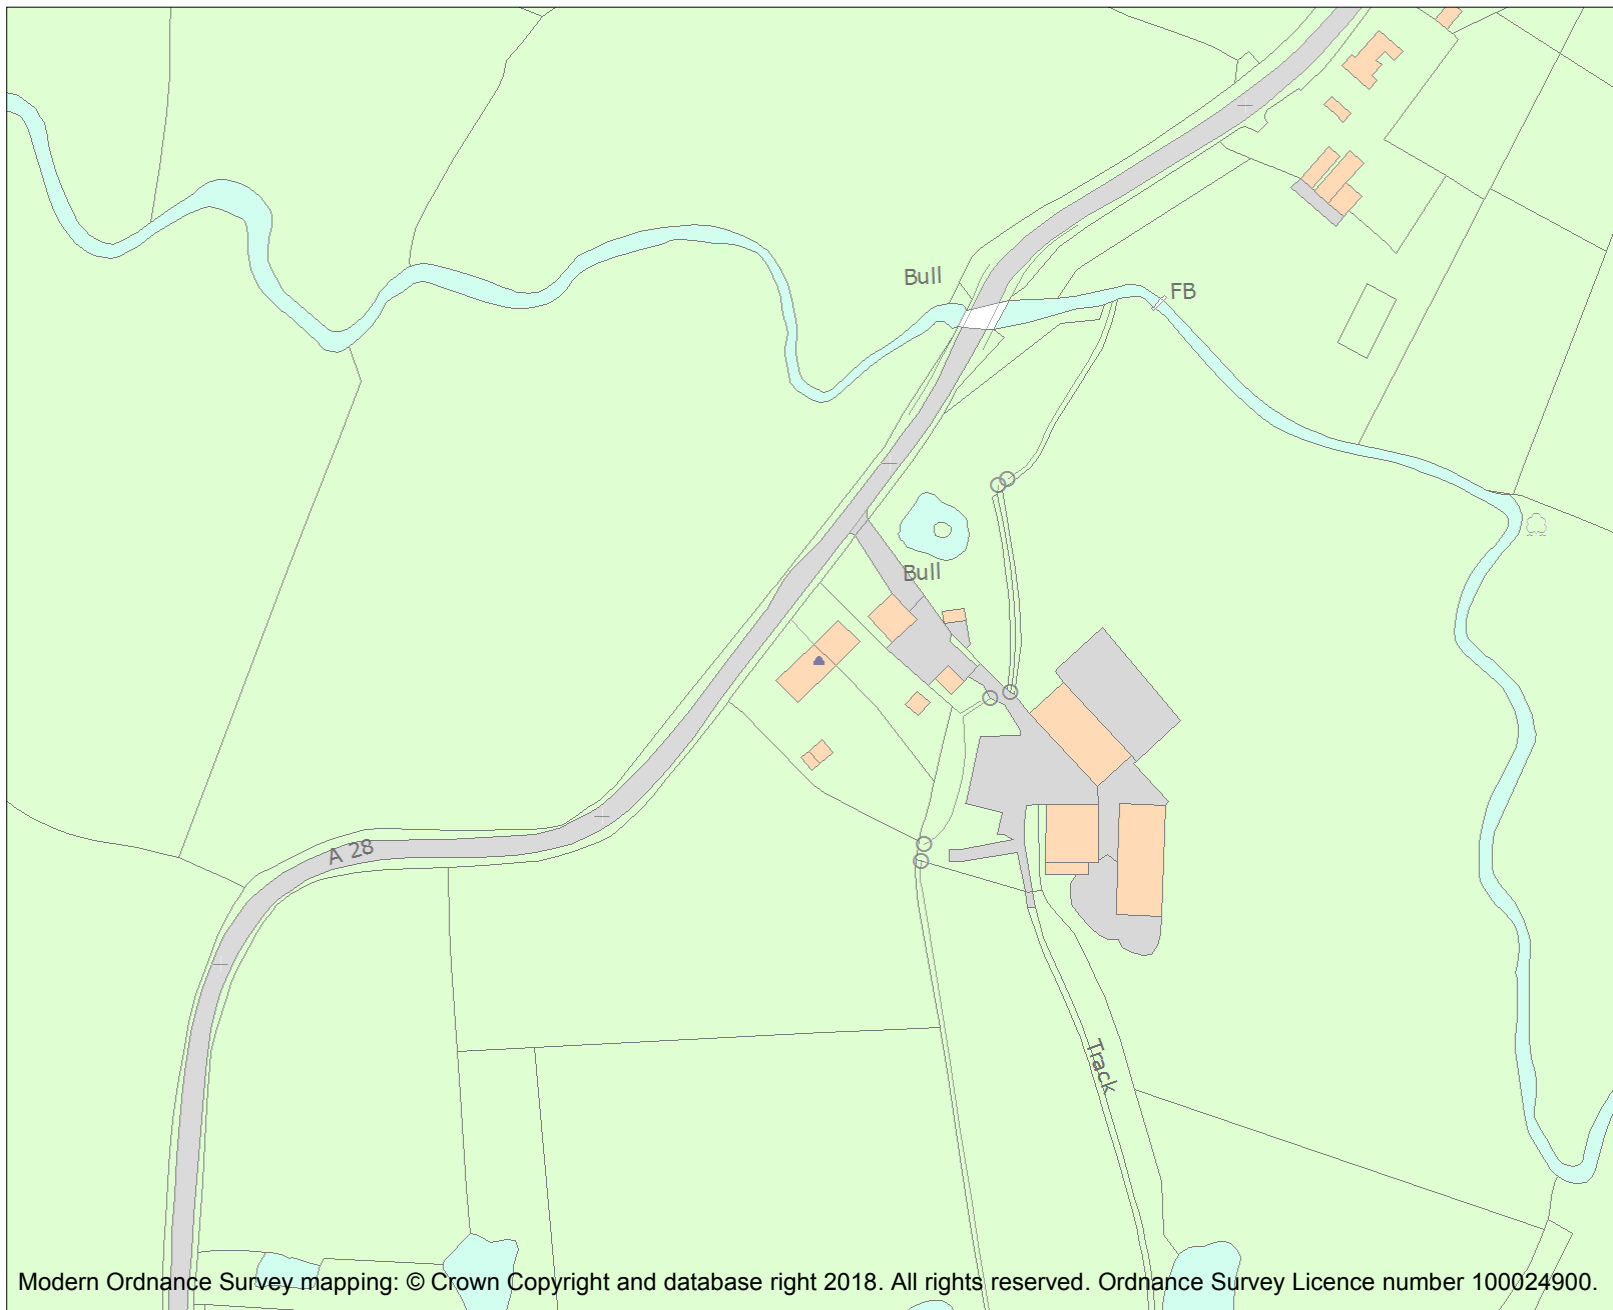 Bull
FB
Bull
A 28
Track
Modern Ordnance Survey mapping: © Crown Copyright and database right 2018. All rights reserved. Ordnance Survey Licence number 100024900.